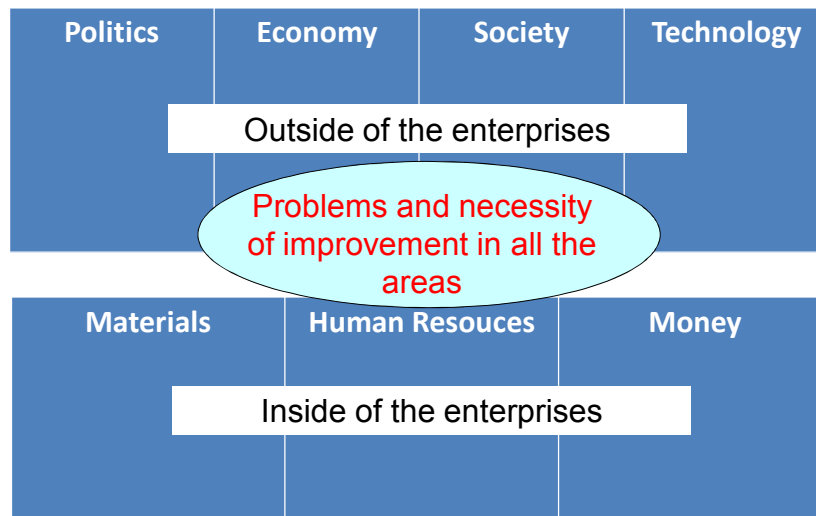 Politics Economy Society Technology
Outside of the enterprises
Problems and necessity
of improvement in all the
areas
Materials Human Resouces Money
Inside of the enterprises